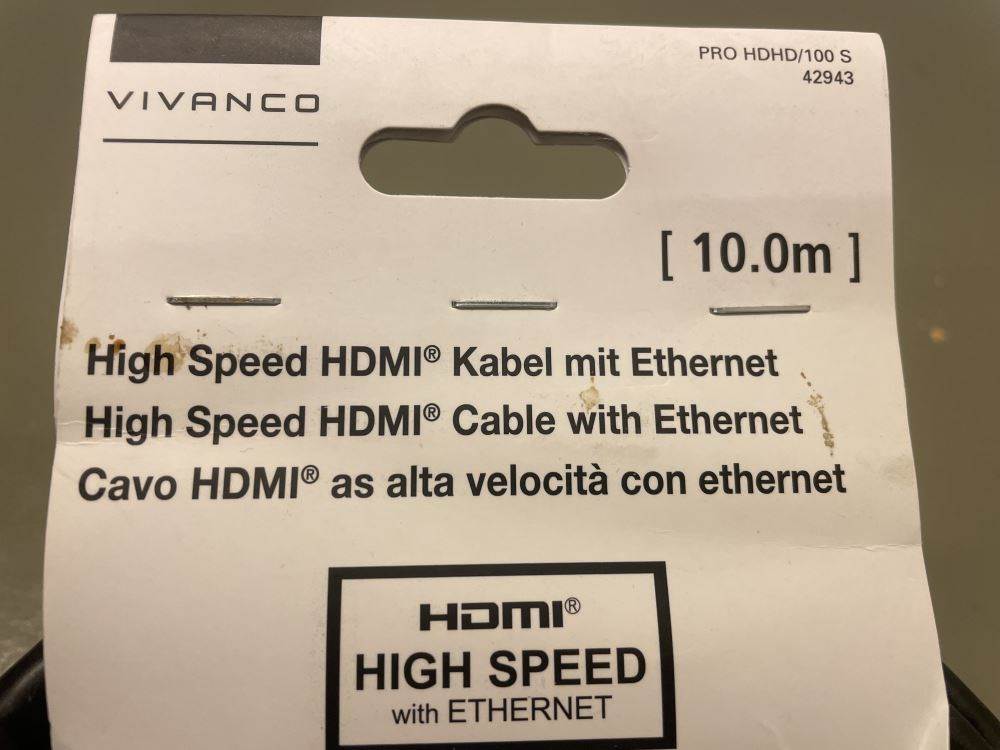 VIVANCO
PRO HDHD/100 S
42943
[ 10.0m ]
High Speed HDMI® Kabel mit Ethernet
High Speed HDMI® Cable with Ethernet
Cavo HDMI® as alta velocità con ethernet
HDMI®
HIGH SPEED
with ETHERNET